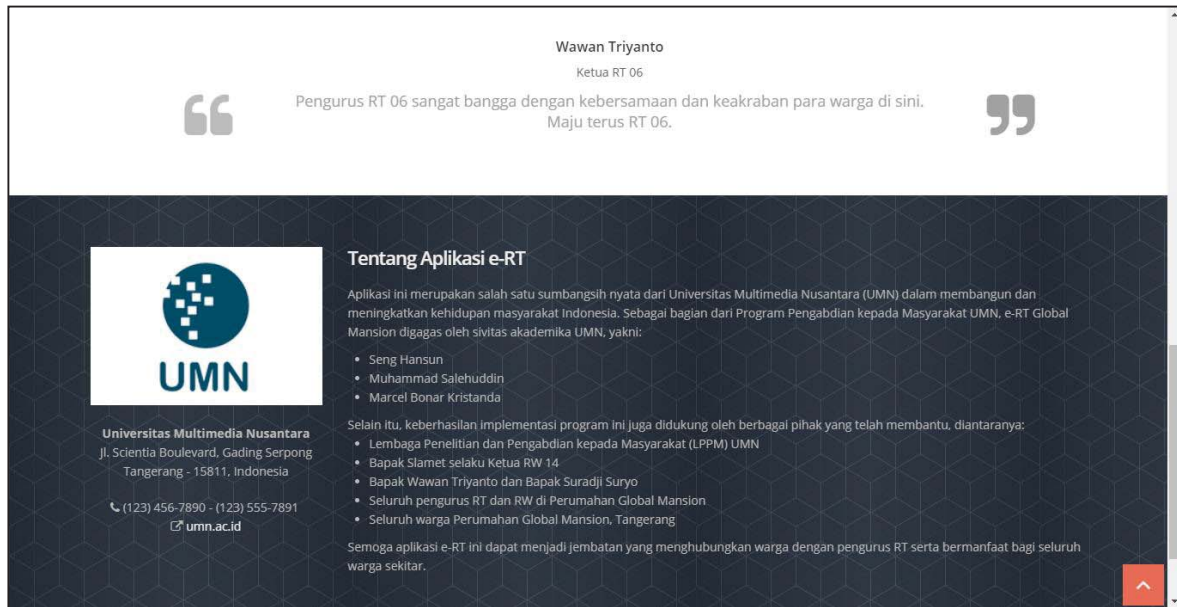 Wawan Triyanto
Ketua RT 06
Pengurus RT 06 sangat bangga dengan kebersamaan dan keakraban para warga di sini.
Maju terus RT 06.
UMN
Universitas Multimedia Nusantara
Jl. Scientia Boulevard, Gading Serpong
Tangerang - 15811, Indonesia
(123) 456-7890 - (123) 555-7891
umn.ac.id
Tentang Aplikasi e-RT
Aplikasi ini merupakan salah satu sumbangsih nyata dari Universitas Multimedia Nusantara (UMN) dalam membangun dan
meningkatkan kehidupan masyarakat Indonesia. Sebagai bagian dari Program Pengabdian kepada Masyarakat UMN, e-RT Global
Mansion digagas oleh sivitas akademika UMN, yakni:
• Seng Hansun
• Muhammad Salehuddin
• Marcel Bonar Kristanda
Selain itu, keberhasilan implementasi program ini juga didukung oleh berbagai pihak yang telah membantu, diantaranya:
• Lembaga Penelitian dan Pengabdian kepada Masyarakat (LPPM) UMN
• Bapak Slamet selaku Ketua RW 14
• Bapak Wawan Triyanto dan Bapak Suradji Suryo
• Seluruh pengurus RT dan RW di Perumahan Global Mansion
• Seluruh warga Perumahan Global Mansion, Tangerang
Semoga aplikasi e-RT ini dapat menjadi jembatan yang menghubungkan warga dengan pengurus RT serta bermanfaat bagi seluruh
warga sekitar.